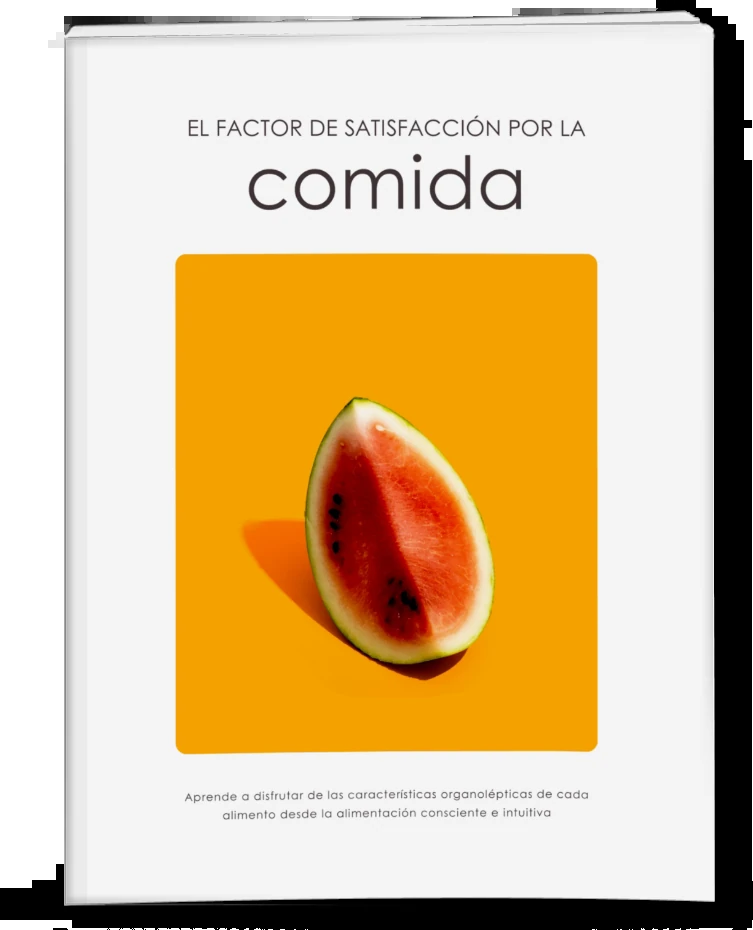 EL FACTOR DE SATISFACCIÓN POR LA
comida
Aprende a disfrutar de las características organolépticas de cada
alimento desde la alimentación consciente e intuitiva